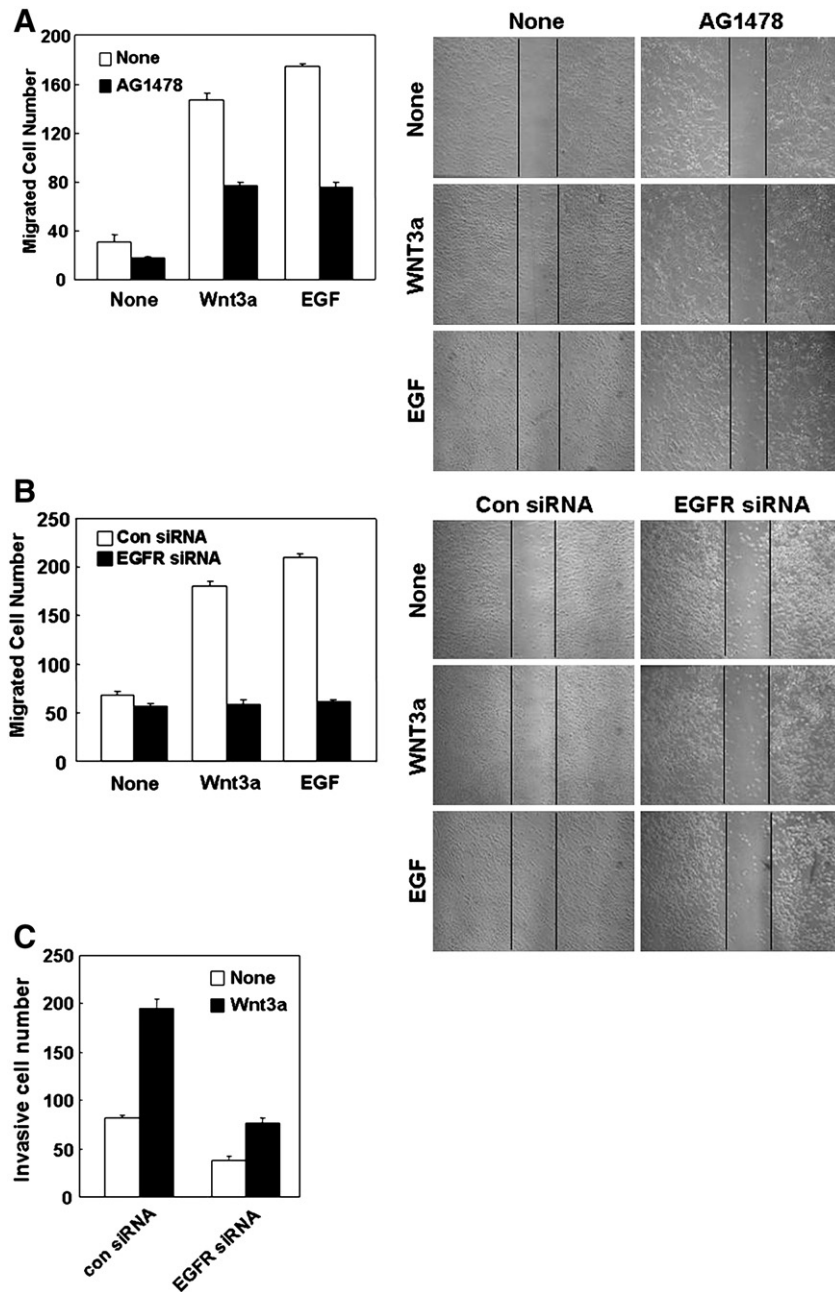 A
200
160
120
80
40
0
Migrated Cell Number
None
AG1478
None Wnt3a EGF
None AG1478
None
WNT3a
EGF
B
250
200
150
100
50
0
Migrated Cell Number
Con siRNA
EGFR siRNA
None Wnt3a EGF
Con siRNA EGFR siRNA
None
WNT3a
EGF
C
250
200
150
100
50
0
Invasive cell number
None
Wnt3a
con siRNA
EGFR siRNA